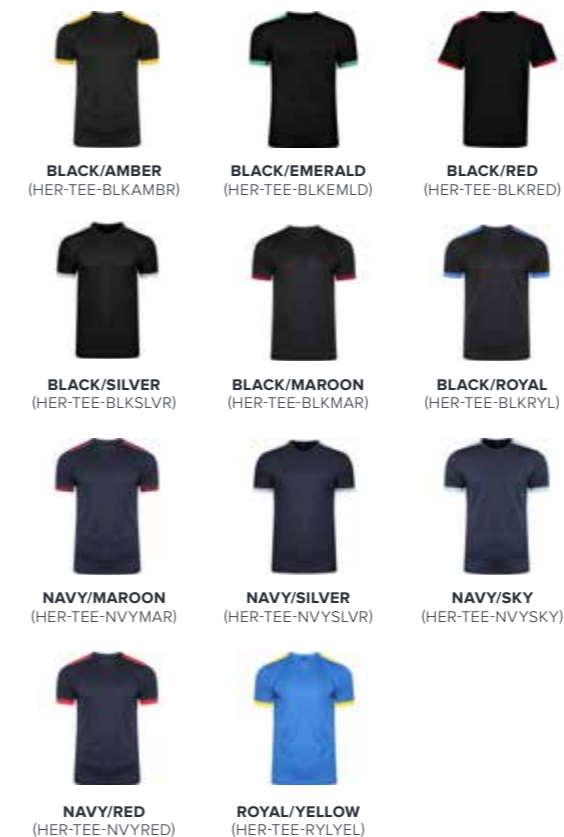 BLACK/AMBER
(HER-TEE-BLKAMBR)
BLACK/EMERALD
(HER-TEE-BLKEMLD)
BLACK/RED
(HER-TEE-BLKRED)
BLACK/SILVER
(HER-TEE-BLKSLVR)
BLACK/MAROON
(HER-TEE-BLKMAR)
BLACK/ROYAL
(HER-TEE-BLKRYL)
NAVY/MAROON
(HER-TEE-NVYMAR)
NAVY/SILVER
(HER-TEE-NVYSLVR)
NAVY/SKY
(HER-TEE-NVYSKY)
NAVY/RED
(HER-TEE-NVYRED)
ROYAL/YELLOW
(HER-TEE-RYLYEL)